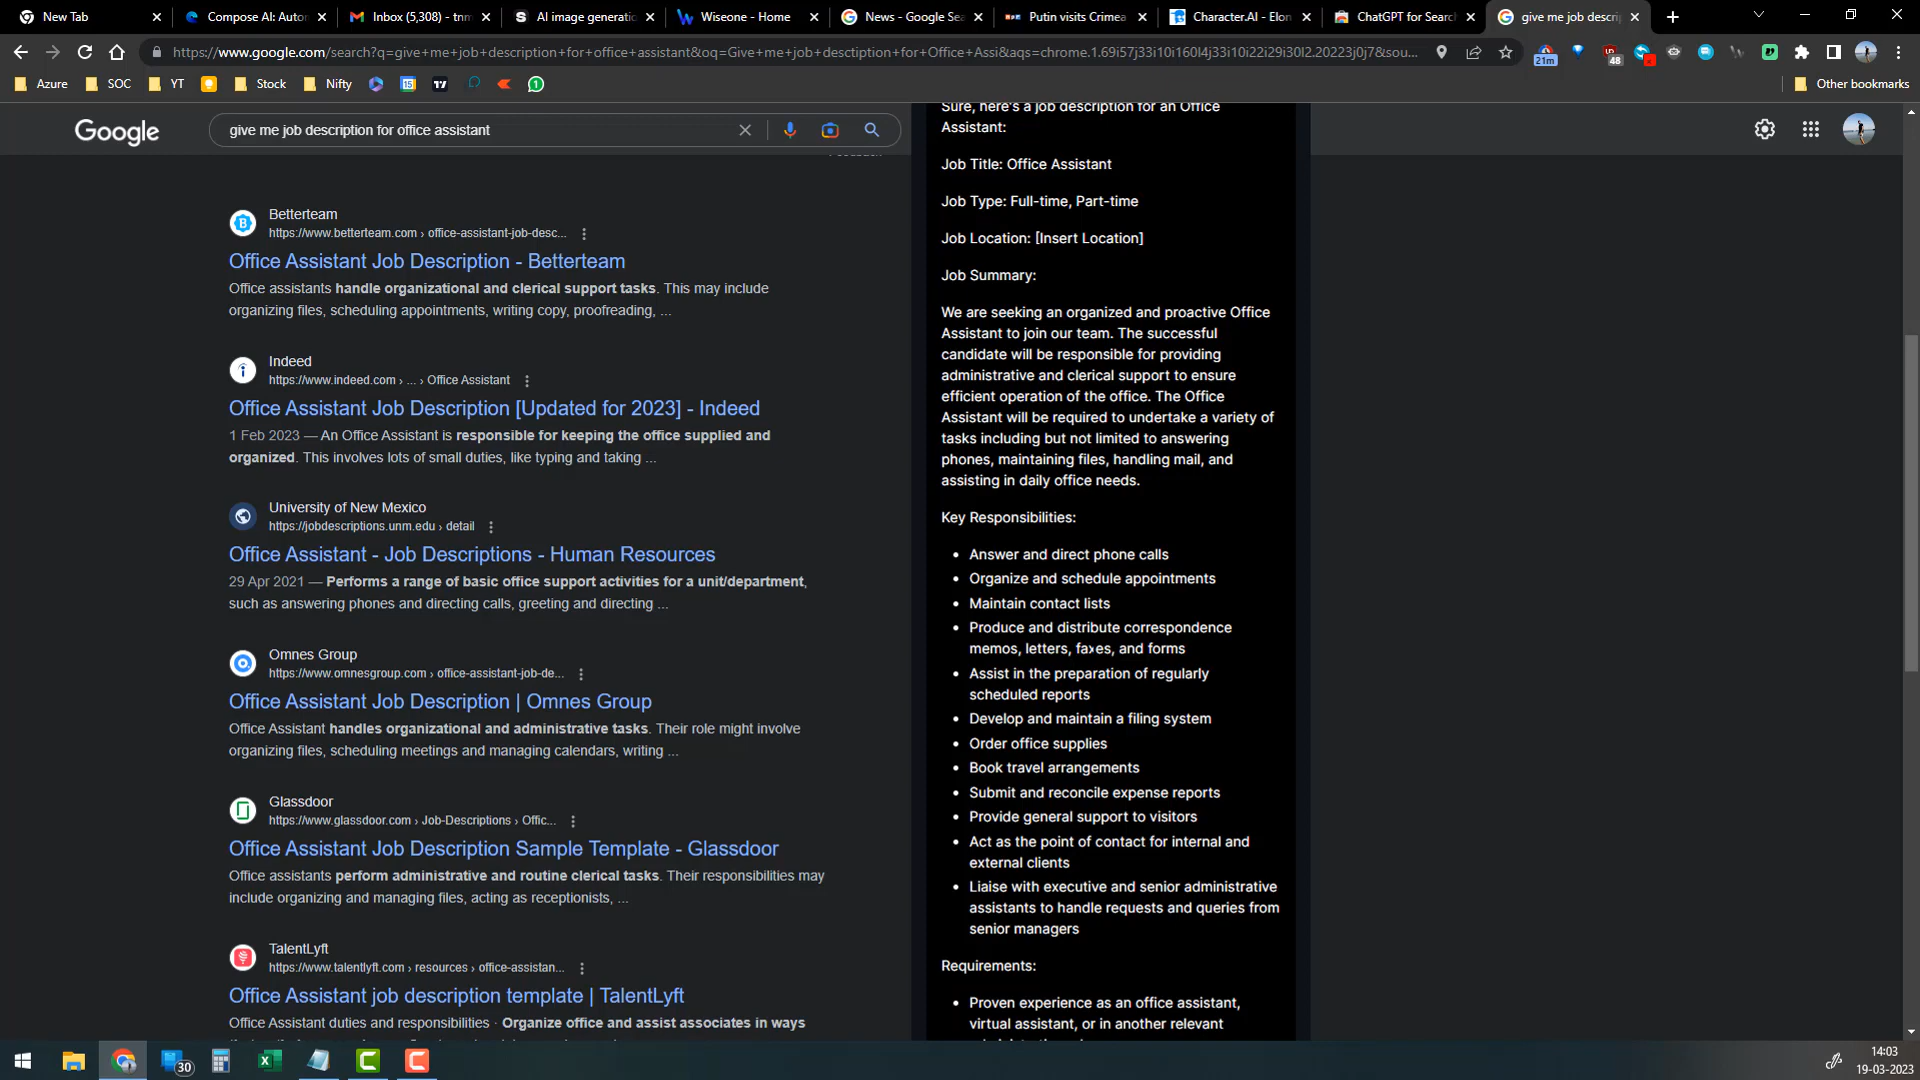 New Tab
Compose AI: Auton
Inbox (5,308) - tnm
AI image generatio
Wiseone - Home
News - Google Sea
Putin visits Crimea
Character.AI - Elon
ChatGPT for Search
give me job descri
https://www.google.com/search?q=give+me+job+description+for+office+assistant&oq=Give+me+job+desctiption+for+Office+Assi&aqs=chrome.1.69i57j33i10i160l4j33i10i22i29i30l2.20223j0j7&sou...
21m
48
Azure
SOC
YT
Stock
Nifty
Other bookmarks
Google
give me job description for office assistant
Betterteam
https://www.betterteam.com › office-assistant-job-desc...
Office Assistant Job Description - Betterteam
Office assistants handle organizational and clerical support tasks. This may include
organizing files, scheduling appointments, writing copy, proofreading, ...
Indeed
https://www.indeed.com › ... › Office Assistant
Office Assistant Job Description [Updated for 2023] - Indeed
1 Feb 2023 — An Office Assistant is responsible for keeping the office supplied and
organized. This involves lots of small duties, like typing and taking ...
University of New Mexico
https://jobdescriptions.unm.edu › detail
Office Assistant - Job Descriptions - Human Resources
29 Apr 2021 — Performs a range of basic office support activities for a unit/department,
such as answering phones and directing calls, greeting and directing ...
Omnes Group
https://www.omnesgroup.com › office-assistant-job-de...
Office Assistant Job Description | Omnes Group
Office Assistant handles organizational and administrative tasks. Their role might involve
organizing files, scheduling meetings and managing calendars, writing ...
Glassdoor
https://www.glassdoor.com › Job-Descriptions › Offic...
Office Assistant Job Description Sample Template - Glassdoor
Office assistants perform administrative and routine clerical tasks. Their responsibilities may
include organizing and managing files, acting as receptionists, ...
TalentLyft
https://www.talentlyft.com › resources › office-assistan...
Office Assistant job description template | TalentLyft
Office Assistant duties and responsibilities · Organize office and assist associates in ways
Sure, here's a job description for an Office
Assistant:
Job Title: Office Assistant
Job Type: Full-time, Part-time
Job Location: [Insert Location]
Job Summary:
We are seeking an organized and proactive Office
Assistant to join our team. The successful
candidate will be responsible for providing
administrative and clerical support to ensure
efficient operation of the office. The Office
Assistant will be required to undertake a variety of
tasks including but not limited to answering
phones, maintaining files, handling mail, and
assisting in daily office needs.
Key Responsibilities:
• Answer and direct phone calls
• Organize and schedule appointments
• Maintain contact lists
• Produce and distribute correspondence
memos, letters, faxes, and forms
• Assist in the preparation of regularly
scheduled reports
• Develop and maintain a filing system
• Order office supplies
• Book travel arrangements
• Submit and reconcile expense reports
• Provide general support to visitors
• Act as the point of contact for internal and
external clients
• Liaise with executive and senior administrative
assistants to handle requests and queries from
senior managers
Requirements:
• Proven experience as an office assistant,
virtual assistant, or in another relevant
30
14:03
19-03-2023